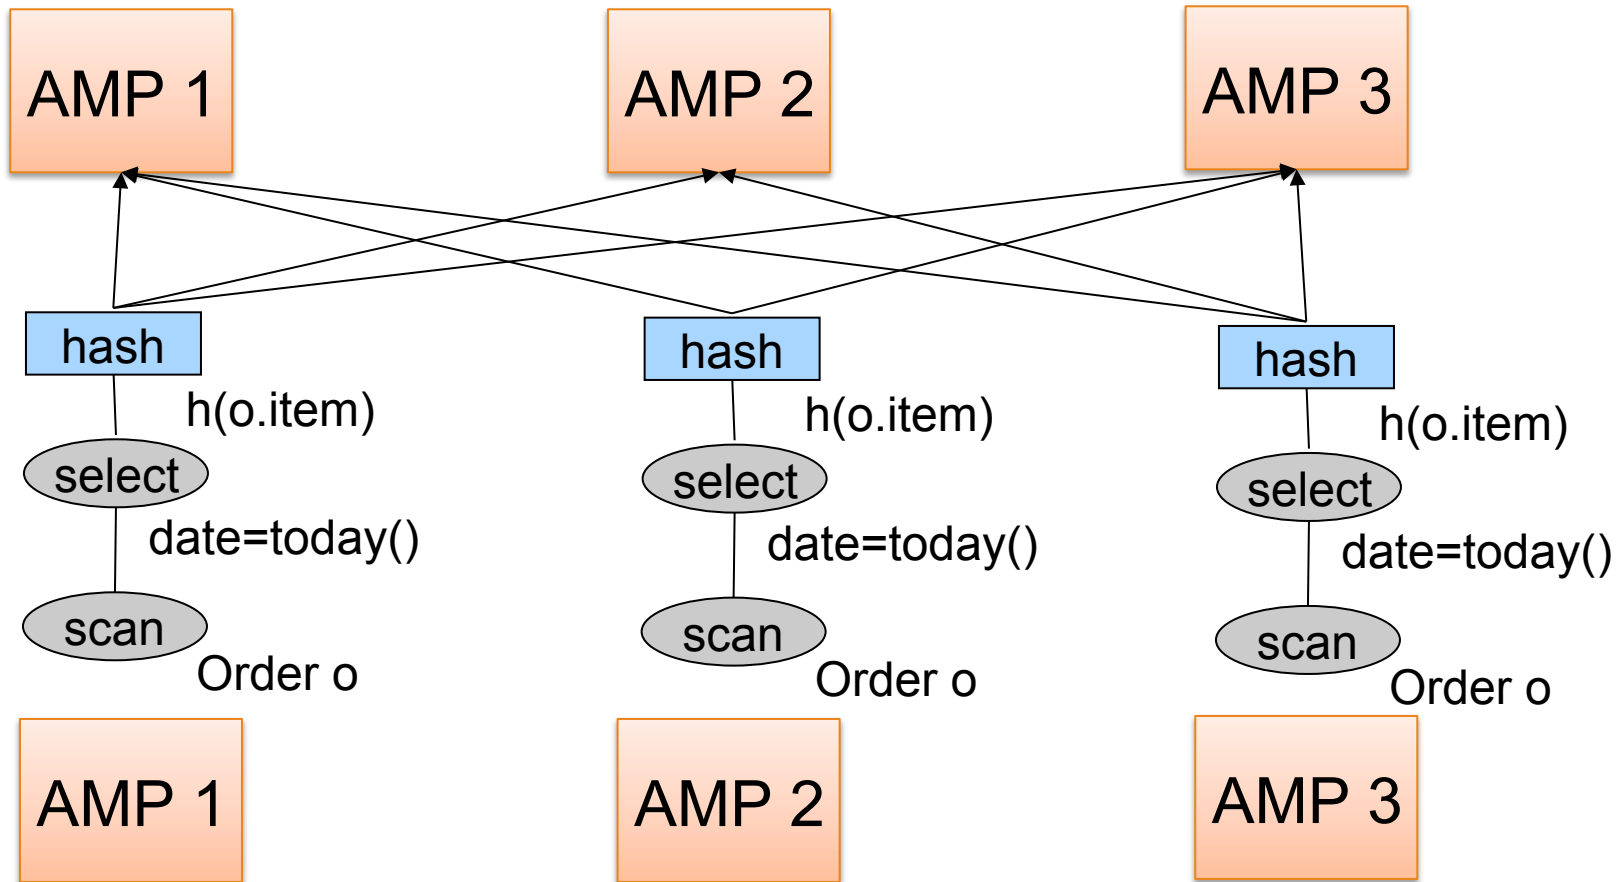 AMP 1
AMP 2
AMP 3
hash
hash
hash
h(o.item)
h(o.item)
h(o.item)
select
select
select
date=today()
date=today()
date=today()
scan
scan
scan
Order o
Order o
Order o
AMP 1
AMP 2
AMP 3